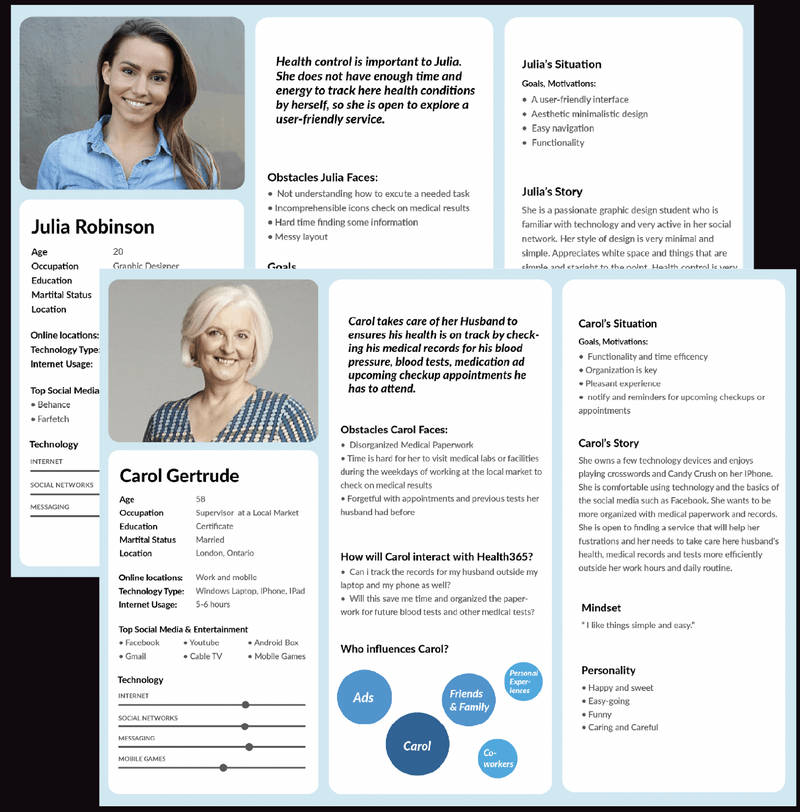 Health control is important to Julia.
She does not have enough time and
energy to track here health conditions
by herself, so she is open to explore a
user-friendly service.
Obstacles Julia Faces:
• Not understanding how to excute a needed task
• Incomprehensible icons check on medical results
• Hard time finding some information
• Messy layout
Goals
Julia's Situation
Goals, Motivations:
• A user-friendly interface
• Aesthetic minimalistic design
• Easy navigation
• Functionality
Julia's Story
She is a passionate graphic design student who is
familiar with technology and very active in her social
network. Her style of design is very minimal and
simple. Appreciates white space and things that are
simple and staright to the point. Health control is very
Julia Robinson
Age 20
Occupation Graphic Designer
Education
Martital Status
Location
Online locations:
Technology Type:
Internet Usage:
Top Social Media
• Behance
• Farfetch
Technology
INTERNET
SOCIAL NETWORKS
MESSAGING
Carol Gertrude
Age 58
Occupation Supervisor at a Local Market
Education Certificate
Martital Status Married
Location London, Ontario
Online locations: Work and mobile
Technology Type: Windows Laptop, IPhone, IPad
Internet Usage: 5-6 hours
Top Social Media & Entertainment
• Facebook • Youtube • Android Box
• Gmail • Cable TV • Mobile Games
Technology
INTERNET
SOCIAL NETWORKS
MESSAGING
MOBILE GAMES
Carol takes care of her Husband to
ensures his health is on track by check-
ing his medical records for his blood
pressure, blood tests, medication ad
upcoming checkup appointments he
has to attend.
Obstacles Carol Faces:
• Disorganized Medical Paperwork
• Time is hard for her to visit medical labs or facilities
during the weekdays of working at the local market to
check on medical results
• Forgetful with appointments and previous tests her
husband had before
How will Carol interact with Health365?
• Can i track the records for my husband outside my
laptop and my phone as well?
• Will this save me time and organized the paper-
work for future blood tests and other medical tests?
Who influences Carol?
Ads
Carol
Friends
& Family
Personal
Exper-
iences
Co-
workers
Carol's Situation
Goals, Motivations:
• Functionality and time efficency
• Organization is key
• Pleasant experience
• notify and reminders for upcoming checkups or
appointments
Carol's Story
She owns a few technology devices and enjoys
playing crosswords and Candy Crush on her IPhone.
She is comfortable using technology and the basics of
the social media such as Facebook. She wants to be
more organized with medical paperwork and records.
She is open to finding a service that will help her
fustrations and her needs to take care here husband's
health, medical records and tests more efficiently
outside her work hours and daily routine.
Mindset
" I like things simple and easy."
Personality
• Happy and sweet
• Easy-going
• Funny
• Caring and Careful